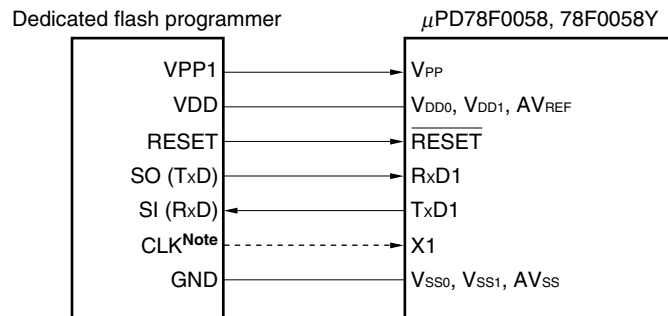 Dedicated flash programmer
μPD78F0058, 78F0058Y
VPP1
VPP
VDD
VDD0, VDD1, AVREF
RESET
RESET
SO (TxD)
RxD1
SI (RxD)
TxD1
CLKNote
X1
GND
VSS0, VSS1, AVSS